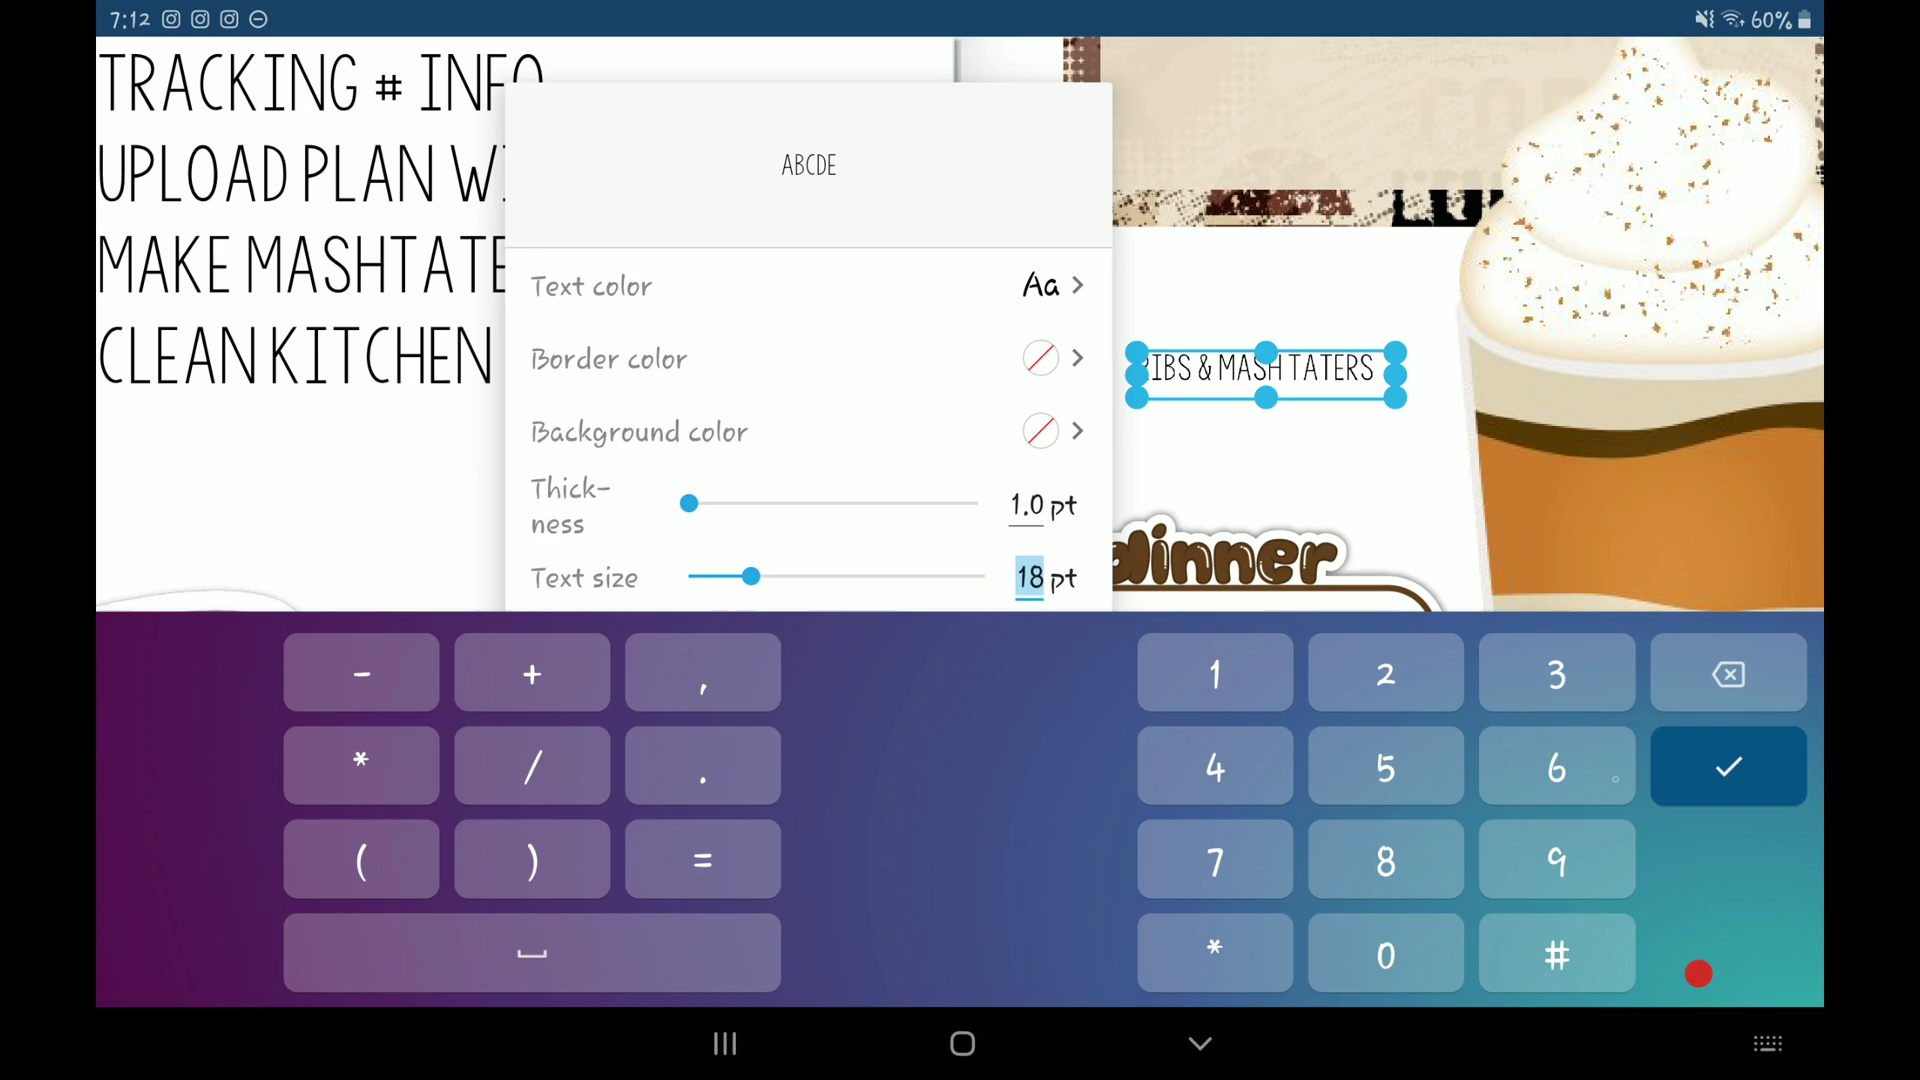 7:12
60%
TRACKING # INFO
UPLOAD PLAN
MAKE MASHTATE
CLEAN KITCHEN
ABCDE
Text color Aa
Border color
Background color
Thick-
ness
1.0 pt
Text size 18 pt
RIBS & MASH TATERS
dinner
- + , 1 2 3
* / . 4 5 6
( ) = 7 8 9
* 0 #